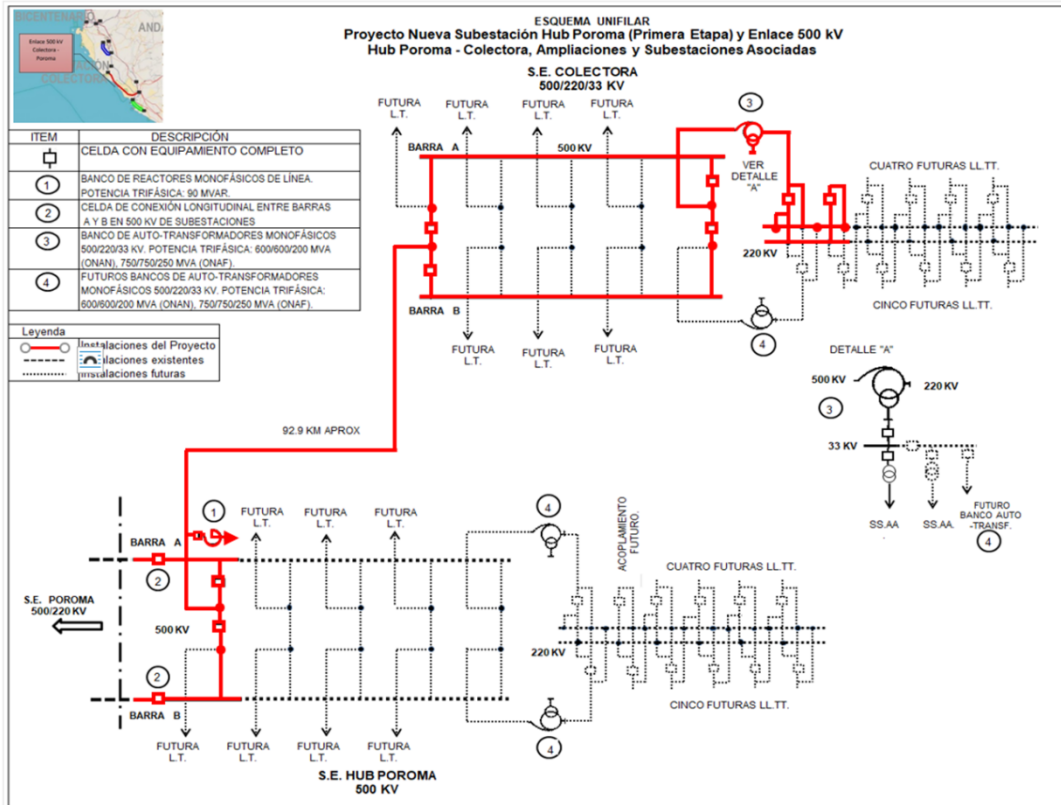 ESQUEMA UNIFILAR
Proyecto Nueva Subestación Hub Poroma (Primera Etapa) y Enlace 500 kV
Hub Poroma - Colectora, Ampliaciones y Subestaciones Asociadas
BICENTENARIO
AND
Enlace 500 kV
Colectora -
Poroma
COLECTOR
S.E. COLECTORA
500/220/33 KV
FUTURA
L.T.
FUTURA
L.T.
FUTURA
L.T.
FUTURA
L.T.
3
BARRA A
500 KV
VER
DETALLE
"A"
CUATRO FUTURAS LL.TT.
220 KV
CINCO FUTURAS LL.TT.
BARRA B
FUTURA
L.T.
FUTURA
L.T.
FUTURA
L.T.
4
ITEM DESCRIPCIÓN
CELDA CON EQUIPAMIENTO COMPLETO
1 BANCO DE REACTORES MONOFÁSICOS DE LÍNEA.
POTENCIA TRIFÁSICA: 90 MVAR.
2 CELDA DE CONEXIÓN LONGITUDINAL ENTRE BARRAS
A Y B EN 500 KV DE SUBESTACIONES
3 BANCO DE AUTO-TRANSFORMADORES MONOFÁSICOS
500/220/33 KV. POTENCIA TRIFÁSICA: 600/600/200 MVA
(ONAN), 750/750/250 MVA (ONAF).
4 FUTUROS BANCOS DE AUTO-TRANSFORMADORES
MONOFÁSICOS 500/220/33 KV. POTENCIA TRIFÁSICA:
600/600/200 MVA (ONAN), 750/750/250 MVA (ONAF).
Leyenda
Instalaciones del Proyecto
alaciones existentes
Instalaciones futuras
DETALLE "A"
500 KV
220 KV
3
33 KV
SS.AA
.
SS.AA.
FUTURO
BANCO AUTO
-TRANSF.
4
92.9 KM APROX
1
FUTURA
L.T.
FUTURA
L.T.
FUTURA
L.T.
4
ACOPLAMIENTO
FUTURO.
BARRA A
2
CUATRO FUTURAS LL.TT.
S.E. POROMA
500/220 KV
500 KV
220 KV
2
BARRA B
CINCO FUTURAS LL.TT.
4
FUTURA
L.T.
FUTURA
L.T.
FUTURA
L.T.
FUTURA
L.T.
S.E. HUB POROMA
500 KV